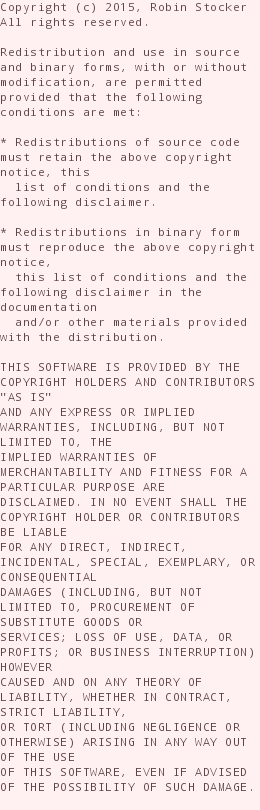 Copyright (c) 2015, Robin Stocker
All rights reserved.

Redistribution and use in source
and binary forms, with or without
modification, are permitted
provided that the following
conditions are met:

* Redistributions of source code
must retain the above copyright
notice, this
  list of conditions and the
following disclaimer.

* Redistributions in binary form
must reproduce the above copyright
notice,
  this list of conditions and the
following disclaimer in the
documentation
  and/or other materials provided
with the distribution.

THIS SOFTWARE IS PROVIDED BY THE
COPYRIGHT HOLDERS AND CONTRIBUTORS
"AS IS"
AND ANY EXPRESS OR IMPLIED
WARRANTIES, INCLUDING, BUT NOT
LIMITED TO, THE
IMPLIED WARRANTIES OF
MERCHANTABILITY AND FITNESS FOR A
PARTICULAR PURPOSE ARE
DISCLAIMED. IN NO EVENT SHALL THE
COPYRIGHT HOLDER OR CONTRIBUTORS
BE LIABLE
FOR ANY DIRECT, INDIRECT,
INCIDENTAL, SPECIAL, EXEMPLARY, OR
CONSEQUENTIAL
DAMAGES (INCLUDING, BUT NOT
LIMITED TO, PROCUREMENT OF
SUBSTITUTE GOODS OR
SERVICES; LOSS OF USE, DATA, OR
PROFITS; OR BUSINESS INTERRUPTION)
HOWEVER
CAUSED AND ON ANY THEORY OF
LIABILITY, WHETHER IN CONTRACT,
STRICT LIABILITY,
OR TORT (INCLUDING NEGLIGENCE OR
OTHERWISE) ARISING IN ANY WAY OUT
OF THE USE
OF THIS SOFTWARE, EVEN IF ADVISED
OF THE POSSIBILITY OF SUCH DAMAGE.